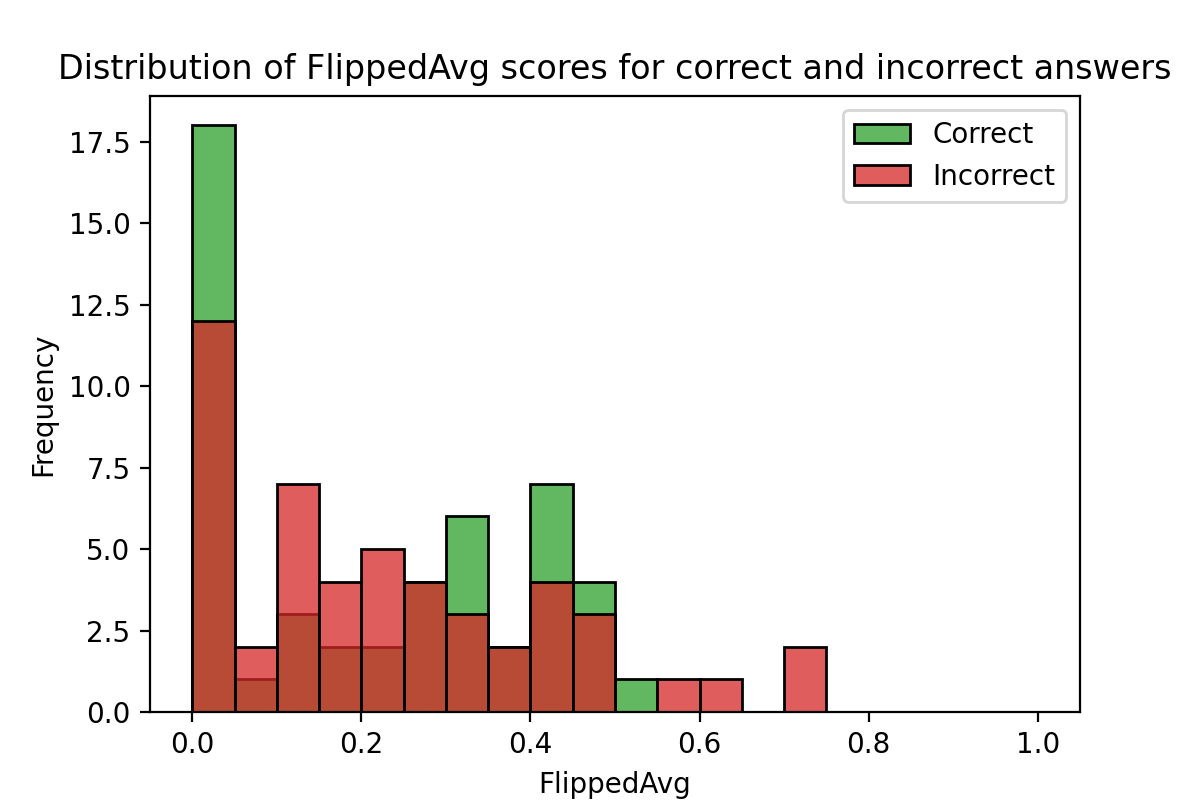 Distribution of FlippedAvg scores for correct and incorrect answers
Correct
Incorrect
17.5
15.0
12.5
10.0
7.5
5.0
2.5
0.0
Frequency
0.0 0.2 0.4 0.6 0.8 1.0
FlippedAvg